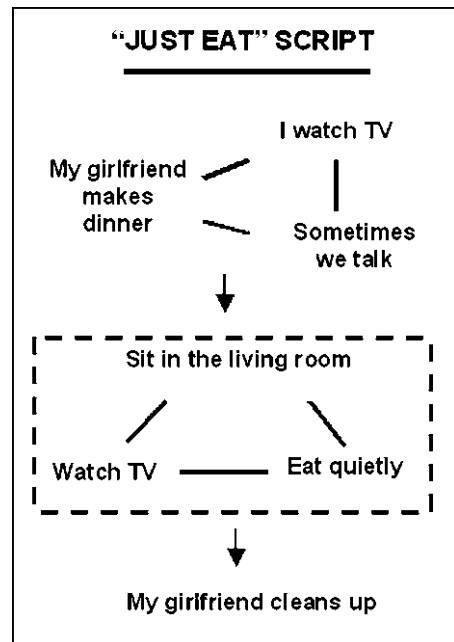 “JUST EAT” SCRIPT
I watch TV
My girlfriend
makes
dinner
Sometimes
we talk
Sit in the living room
Watch TV
Eat quietly
My girlfriend cleans up